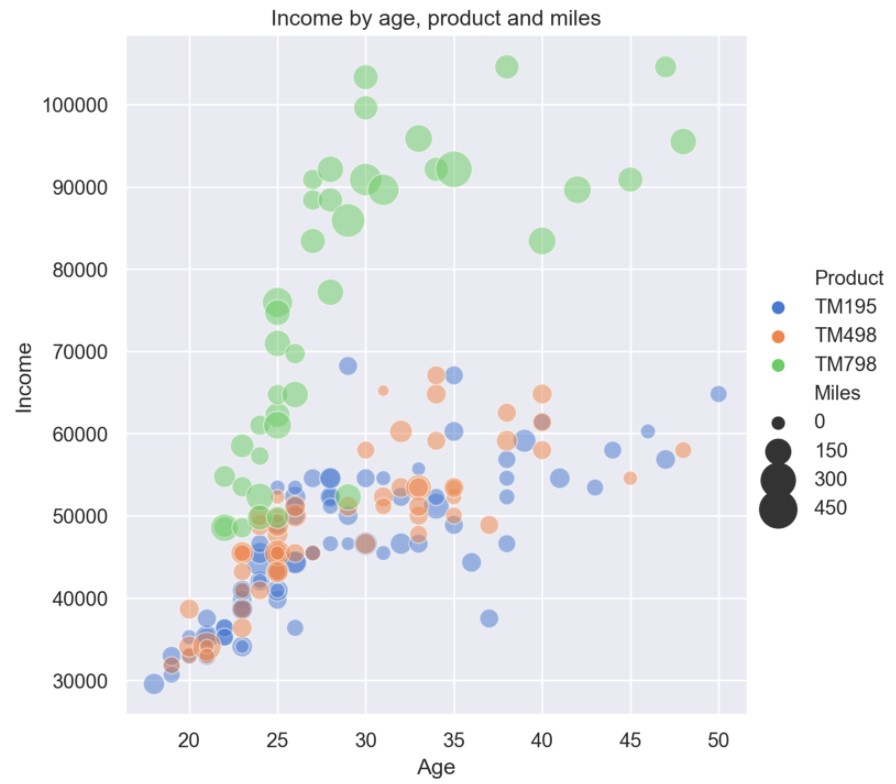 Income by age, product and miles
100000
90000
80000
70000
60000
50000
40000
30000
Income
20 25 30 35 40 45 50
Age
Product
TM195
TM498
TM798
Miles
0
150
300
450